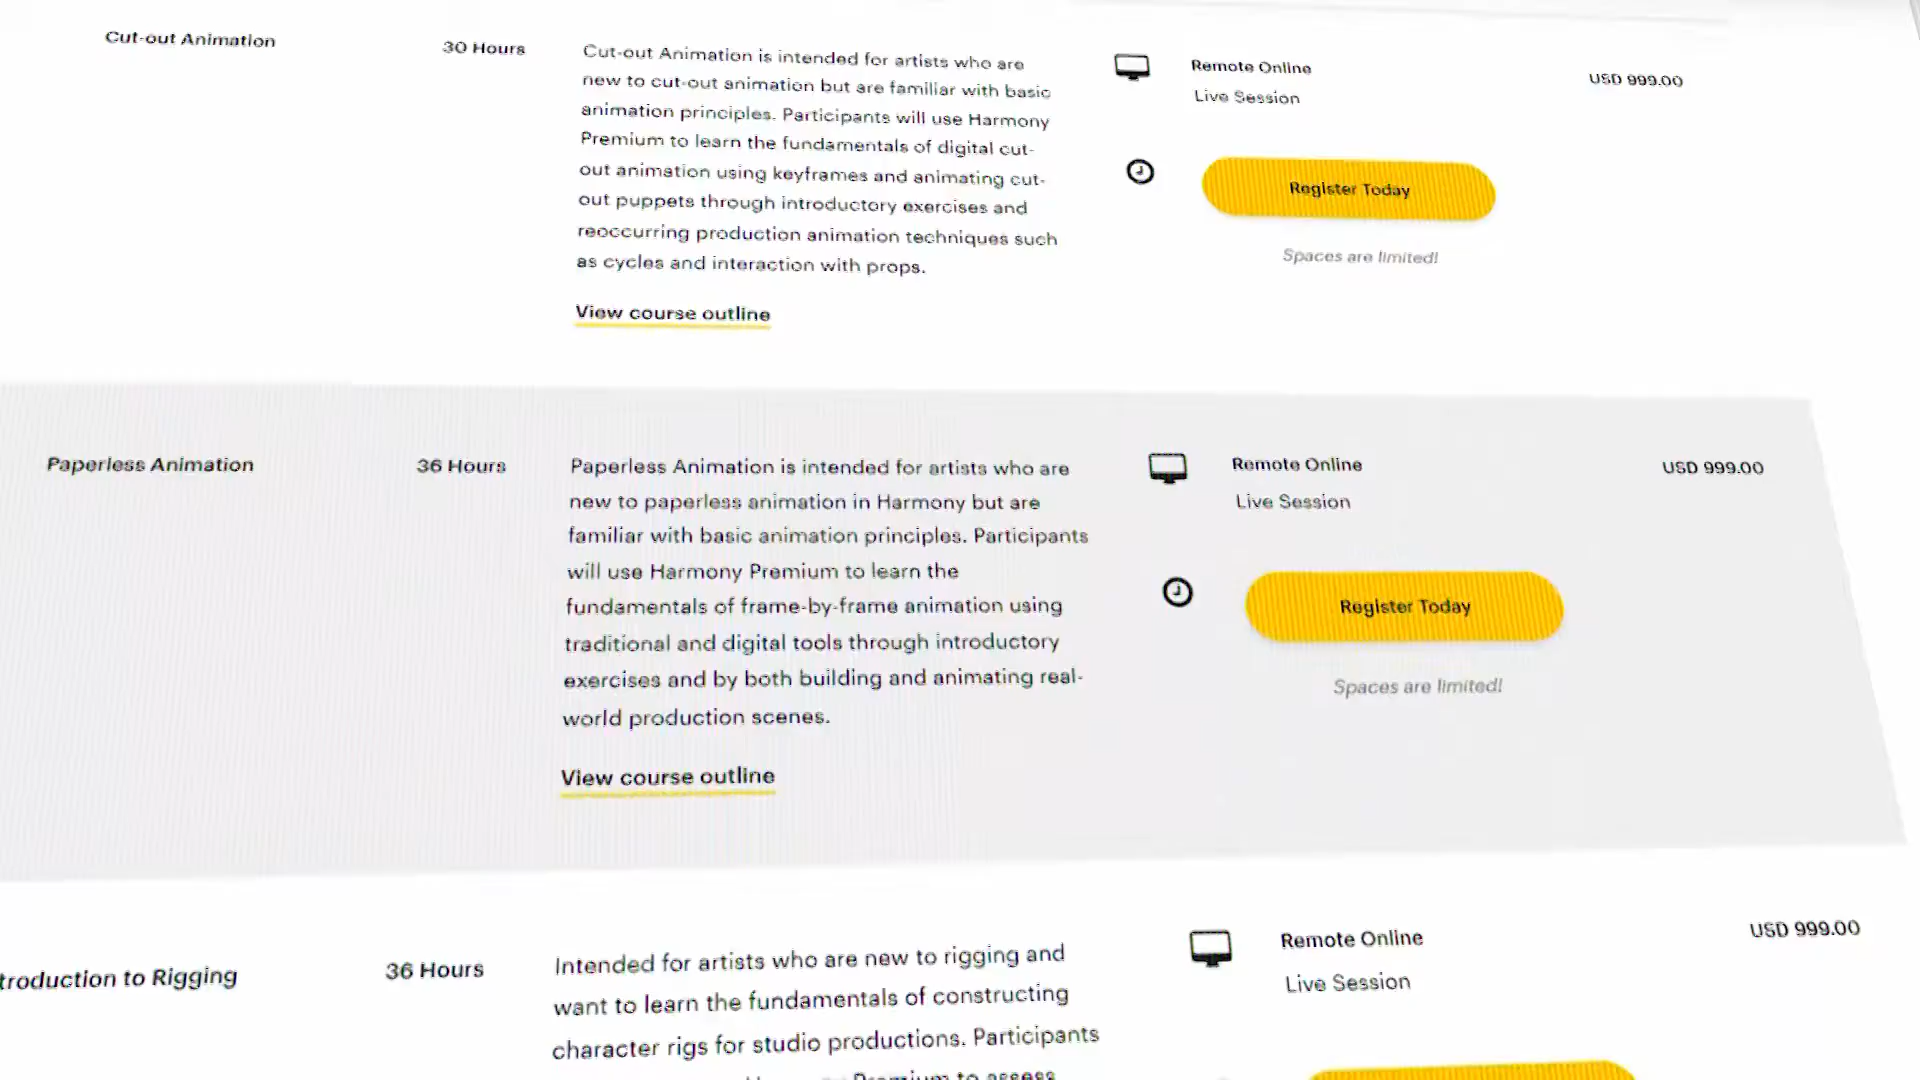 Cut-out Animation
30 Hours
Cut-out Animation is intended for artists who are
new to cut-out animation but are familiar with basic
animation principles. Participants will use Harmony
Premium to learn the fundamentals of digital cut-
out animation using keyframes and animating cut-
out puppets through introductory exercises and
reoccurring production animation techniques such
as cycles and interaction with props.
View course outline
Remote Online
Live Session
Register Today
Spaces are limited!
USD 999.00
Paperless Animation
36 Hours
Paperless Animation is intended for artists who are
new to paperless animation in Harmony but are
familiar with basic animation principles. Participants
will use Harmony Premium to learn the
fundamentals of frame-by-frame animation using
traditional and digital tools through introductory
exercises and by both building and animating real-
world production scenes.
View course outline
Remote Online
Live Session
Register Today
Spaces are limited!
USD 999.00
troduction to Rigging
36 Hours
Intended for artists who are new to rigging and
want to learn the fundamentals of constructing
character rigs for studio productions. Participants
Premium to assess
Remote Online
Live Session
USD 999.00